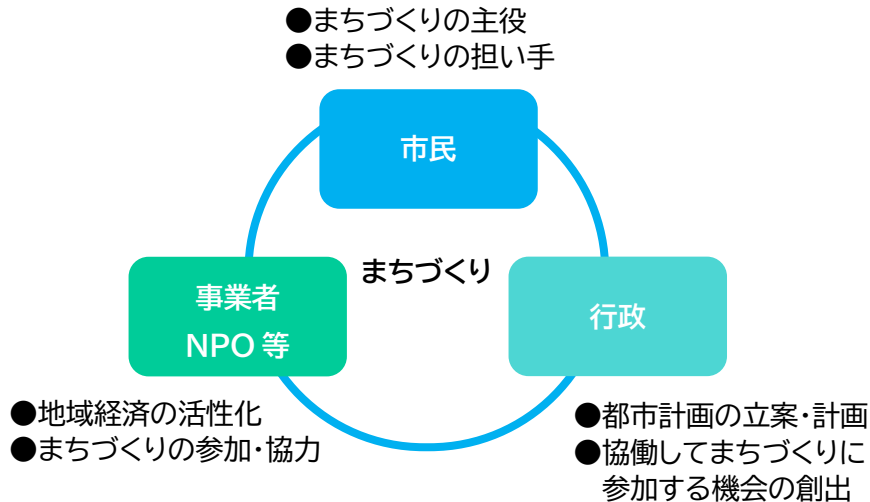 ●まちづくりの主役
●まちづくりの担い手
市民
まちづくり
事業者
NPO 等
行政
●地域経済の活性化
●まちづくりの参加・協力
●都市計画の立案・計画
●協働してまちづくりに
参加する機会の創出